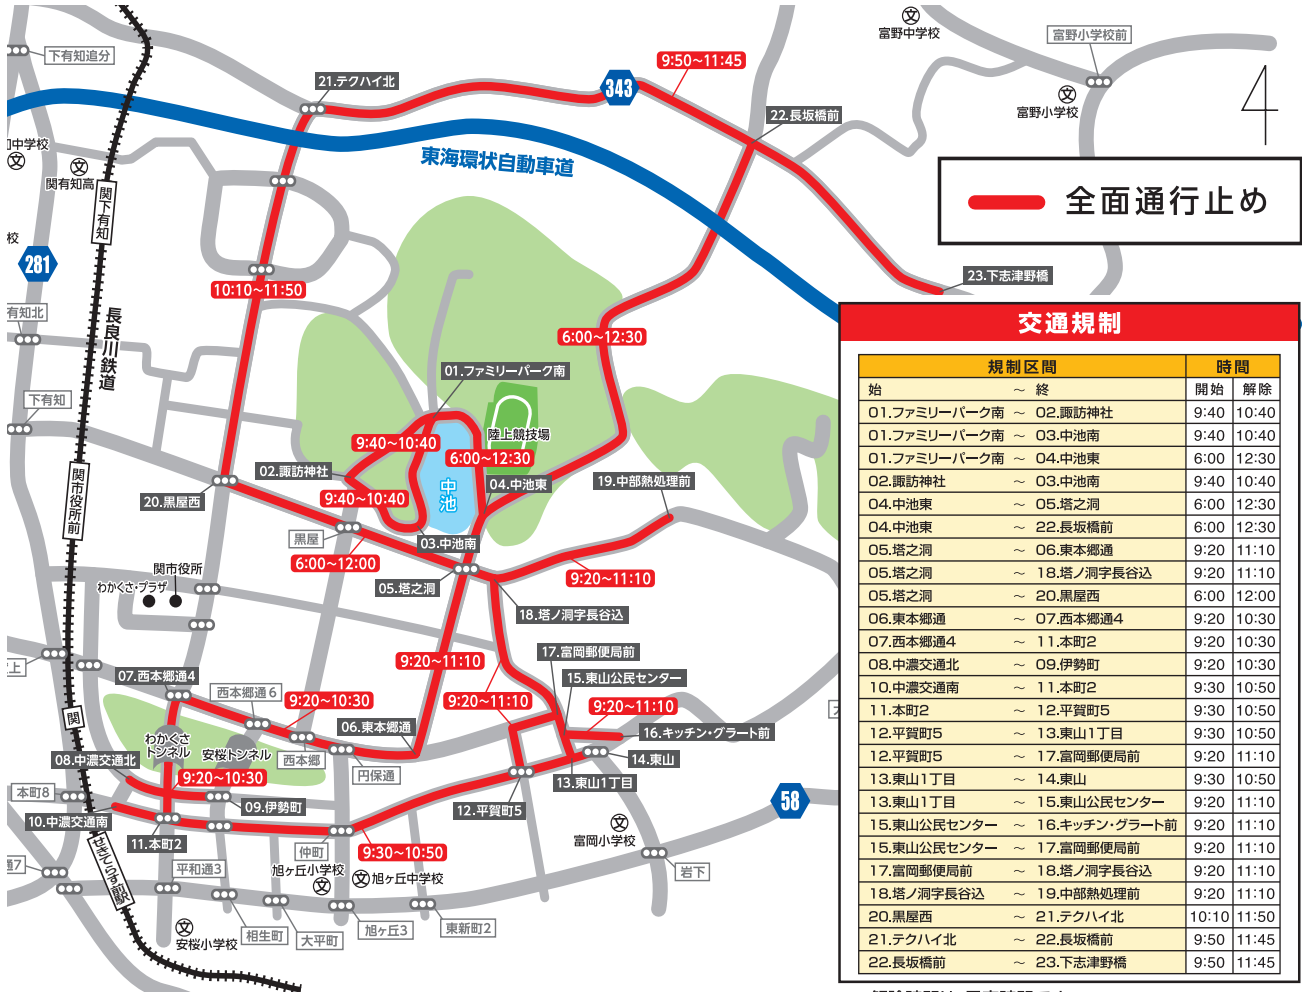 富野中学校
富野小学校前
下有知追分
9:50～11:45
343
21.テクハイ北
22.長坂橋前
富野小学校
4
東海環状自動車道
関有知高
関下有知
全面通行止め
281
23.下志津野橋
10:10～11:50
有知北
長良川鉄道
6:00～12:30
01.ファミリーパーク南
下有知
陸上競技場
9:40～10:40
6:00～12:30
02.諏訪神社
中池
04.中池東
19.中部熱処理前
9:40～10:40
20.黒屋西
関市役所前
黒屋
03.中池南
6:00～12:00
9:20～11:10
関市役所
わかくさ・プラザ
05.塔之洞
18.塔ノ洞字長谷込
9:20～11:10
17.富岡郵便局前
07.西本郷通4
15.東山公民センター
西本郷通6
9:20～10:30
9:20～11:10
9:20～11:10
関
06.東本郷通
16.キッチン・グラート前
わかくさトンネル
安桜トンネル
西本郷
14.東山
08.中濃交通北
円保通
9:20～10:30
13.東山1丁目
本町8
09.伊勢町
58
12.平賀町5
10.中濃交通南
11.本町2
仲町
9:30～10:50
富岡小学校
せきてらす前駅
平和通3
旭ヶ丘小学校
旭ヶ丘中学校
岩下
相生町
大平町
旭ヶ丘3
東新町2
安桜小学校
交通規制
規制区間 時間
始 ～ 終 開始 解除
01.ファミリーパーク南 ～ 02.諏訪神社 9:40 10:40
01.ファミリーパーク南 ～ 03.中池南 9:40 10:40
01.ファミリーパーク南 ～ 04.中池東 6:00 12:30
02.諏訪神社 ～ 03.中池南 9:40 10:40
04.中池東 ～ 05.塔之洞 6:00 12:30
04.中池東 ～ 22.長坂橋前 6:00 12:30
05.塔之洞 ～ 06.東本郷通 9:20 11:10
05.塔之洞 ～ 18.塔ノ洞字長谷込 9:20 11:10
05.塔之洞 ～ 20.黒屋西 6:00 12:00
06.東本郷通 ～ 07.西本郷通4 9:20 10:30
07.西本郷通4 ～ 11.本町2 9:20 10:30
08.中濃交通北 ～ 09.伊勢町 9:20 10:30
10.中濃交通南 ～ 11.本町2 9:30 10:50
11.本町2 ～ 12.平賀町5 9:30 10:50
12.平賀町5 ～ 13.東山1丁目 9:30 10:50
12.平賀町5 ～ 17.富岡郵便局前 9:20 11:10
13.東山1丁目 ～ 14.東山 9:30 10:50
13.東山1丁目 ～ 15.東山公民センター 9:20 11:10
15.東山公民センター ～ 16.キッチン・グラート前 9:20 11:10
15.東山公民センター ～ 17.富岡郵便局前 9:20 11:10
17.富岡郵便局前 ～ 18.塔ノ洞字長谷込 9:20 11:10
18.塔ノ洞字長谷込 ～ 19.中部熱処理前 9:20 11:10
20.黒屋西 ～ 21.テクハイ北 10:10 11:50
21.テクハイ北 ～ 22.長坂橋前 9:50 11:45
22.長坂橋前 ～ 23.下志津野橋 9:50 11:45